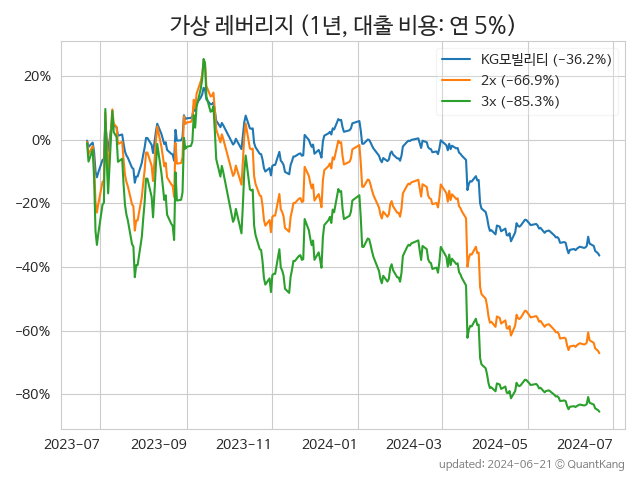 가상 레버리지 (1년, 대출 비용: 연 5%)
KG모빌리티 (−36.2%)
2x (−66.9%)
3x (−85.3%)
20%
0%
−20%
−40%
−60%
−80%
2023-07 2023-09 2023-11 2024-01 2024-03 2024-05 2024-07
updated: 2024-06-21 © QuantKang